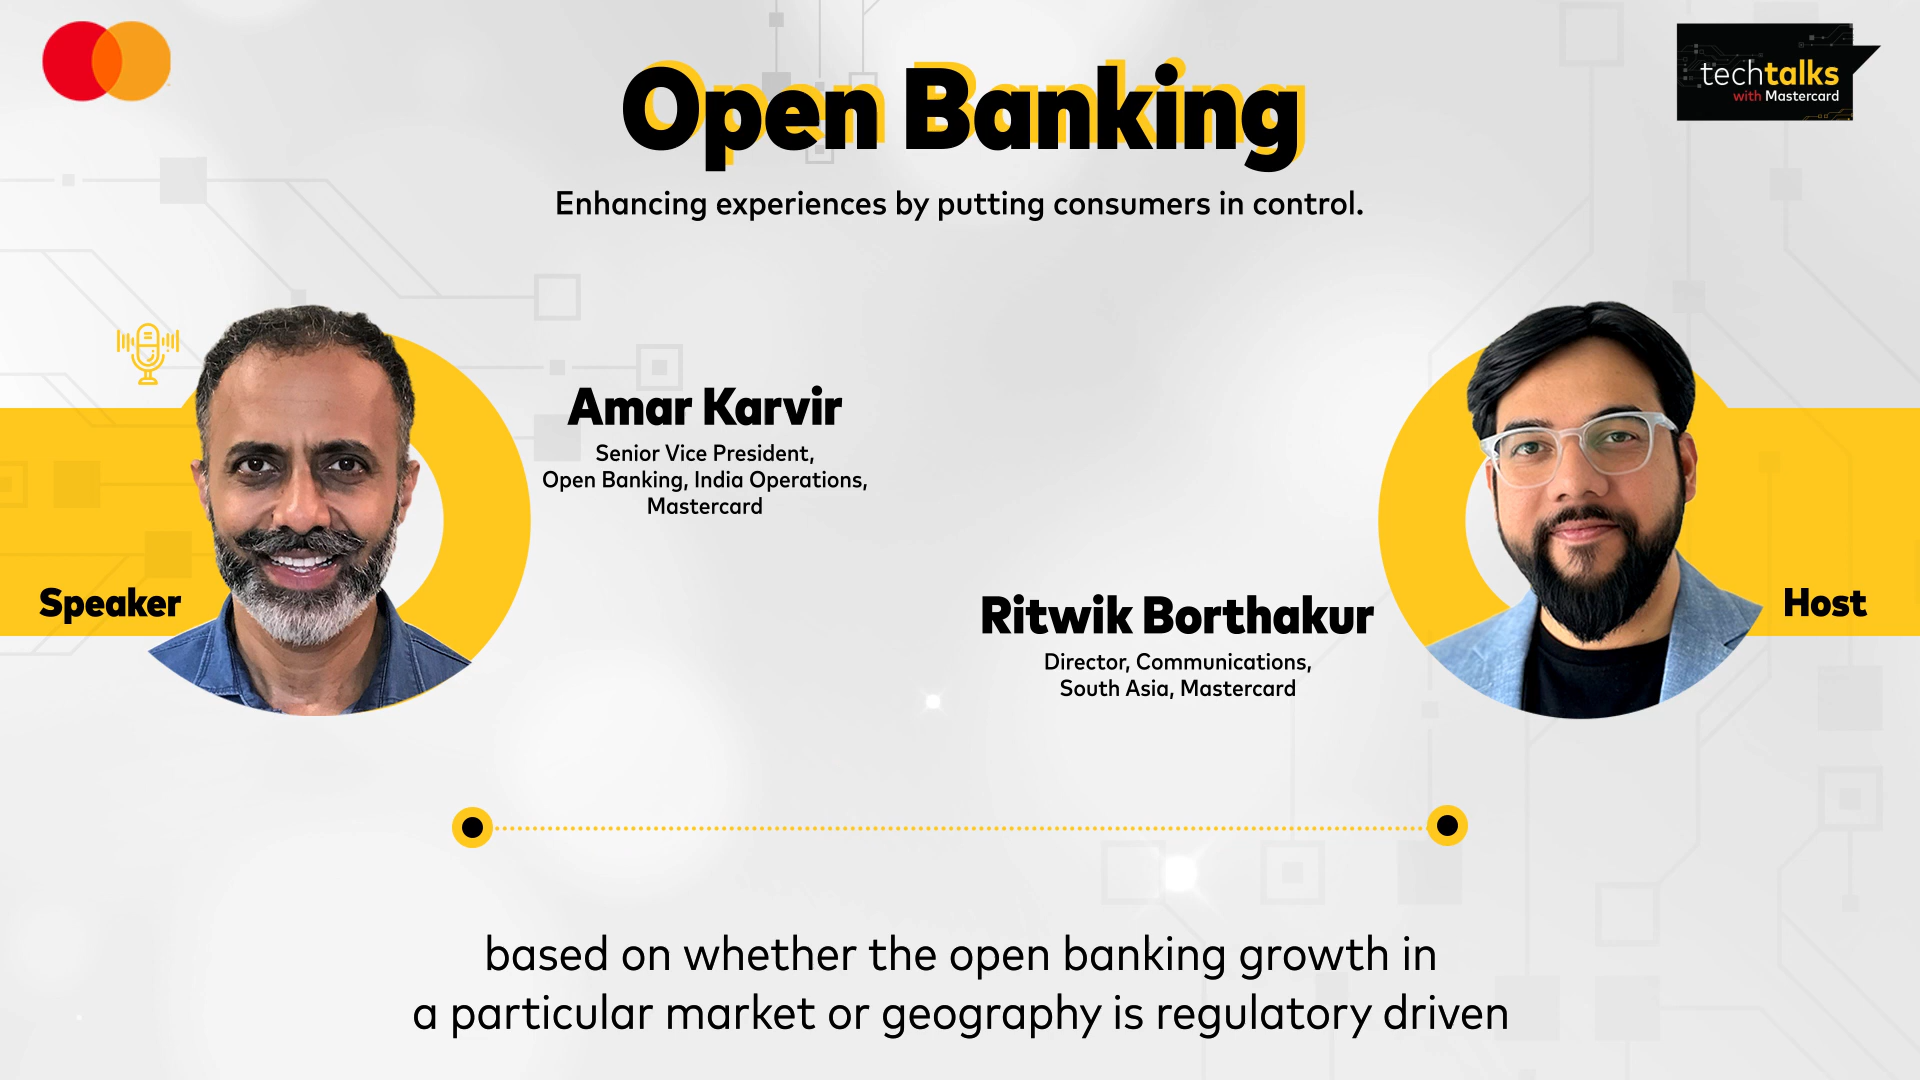 techtalks
with Mastercard
Open Banking
Enhancing experiences by putting consumers in control.
Amar Karvir
Senior Vice President,
Open Banking, India Operations,
Mastercard
Speaker
Ritwik Borthakur
Director, Communications,
South Asia, Mastercard
Host
based on whether the open banking growth in
a particular market or geography is regulatory driven